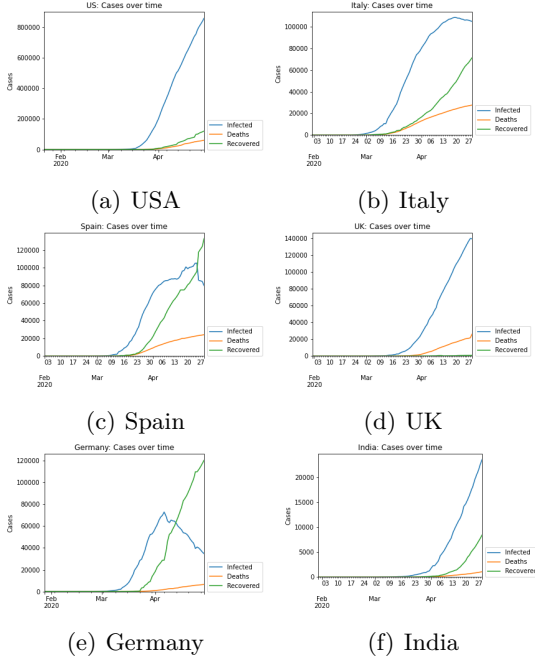 US: Cases over time
Cases
800000
600000
400000
200000
0
Feb
2020
Mar
Apr
Infected
Deaths
Recovered
(a) USA
Italy: Cases over time
Cases
100000
80000
60000
40000
20000
0
03 10 17 24 02 09 16 23 30 06 13 20 27
Feb
2020
Mar
Apr
Infected
Deaths
Recovered
(b) Italy
Spain: Cases over time
Cases
120000
100000
80000
60000
40000
20000
0
03 10 17 24 02 09 16 23 30 06 13 20 27
Feb
2020
Mar
Apr
Infected
Deaths
Recovered
(c) Spain
UK: Cases over time
Cases
140000
120000
100000
80000
60000
40000
20000
0
03 10 17 24 02 09 16 23 30 06 13 20 27
Feb
2020
Mar
Apr
Infected
Deaths
Recovered
(d) UK
Germany: Cases over time
Cases
120000
100000
80000
60000
40000
20000
0
Feb
2020
Mar
Apr
Infected
Deaths
Recovered
(e) Germany
India: Cases over time
Cases
20000
15000
10000
5000
0
03 10 17 24 02 09 16 23 30 06 13 20 27
Feb
2020
Mar
Apr
Infected
Deaths
Recovered
(f) India